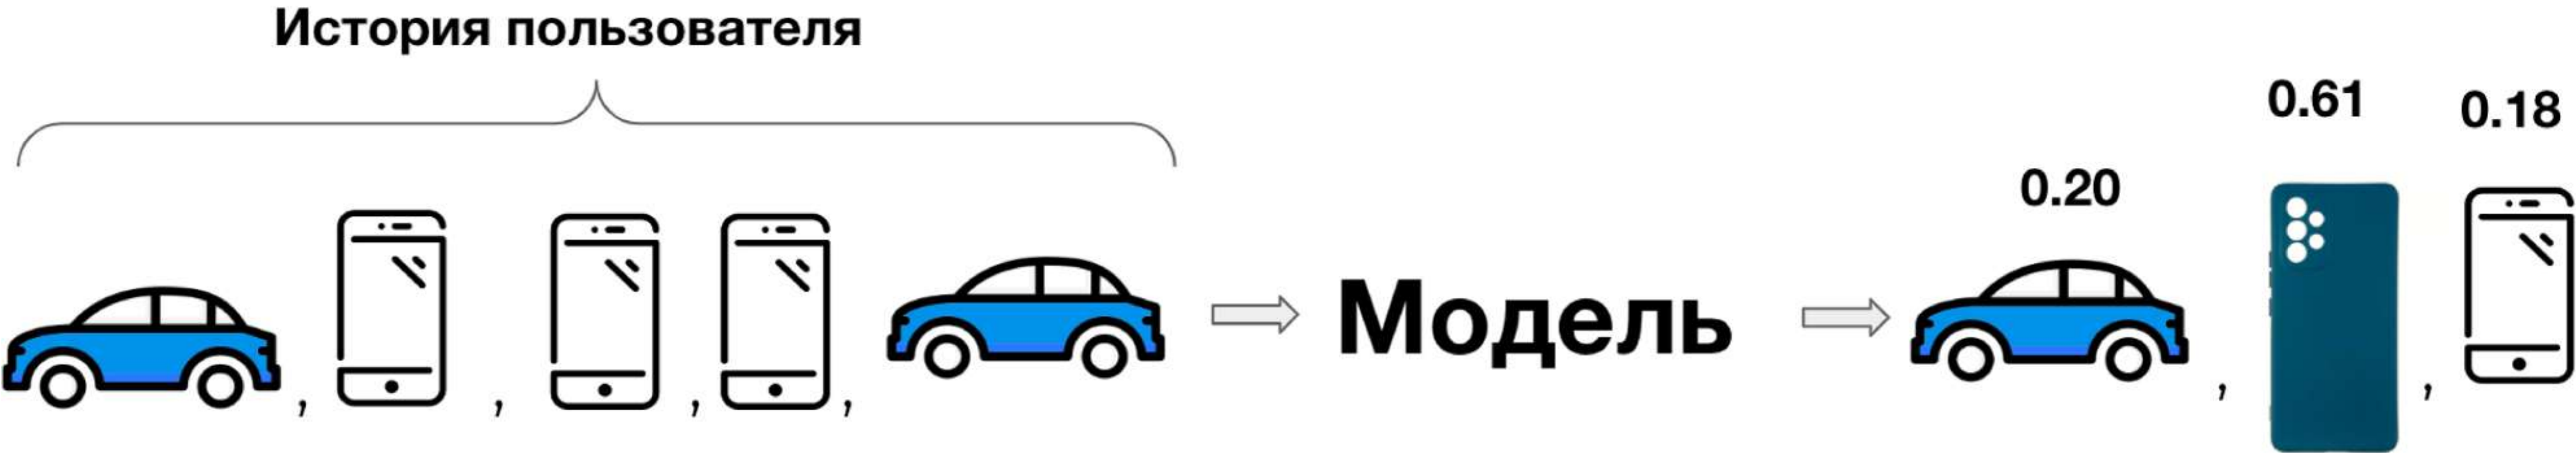 История пользователя
0.61
0.18
0.20
, , , , Модель , ,